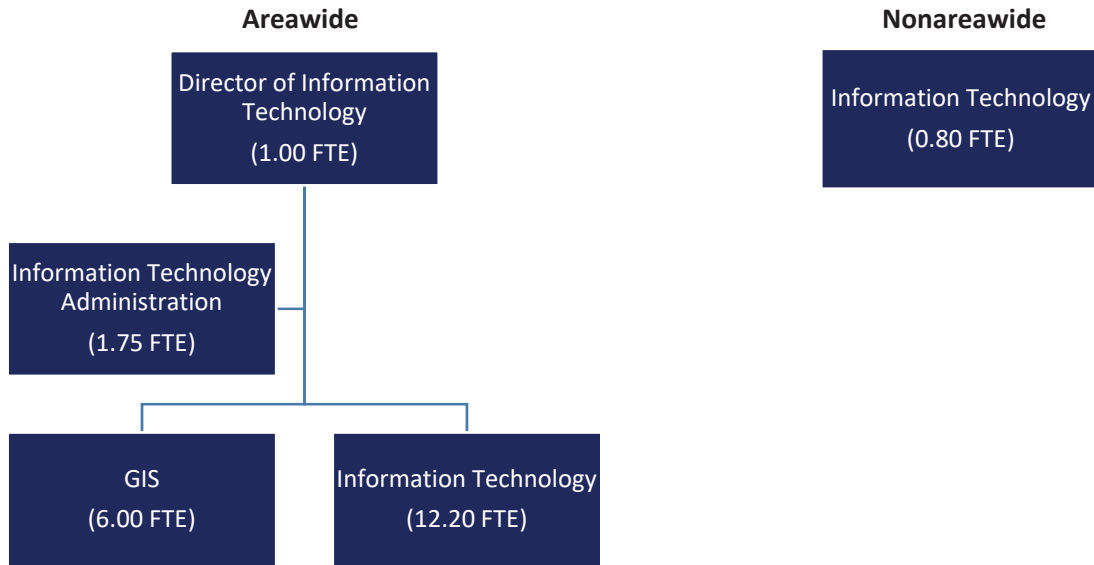 Areawide
Nonareawide
Director of Information
Technology
(1.00 FTE)
Information Technology
(0.80 FTE)
Information Technology
Administration
(1.75 FTE)
GIS
(6.00 FTE)
Information Technology
(12.20 FTE)